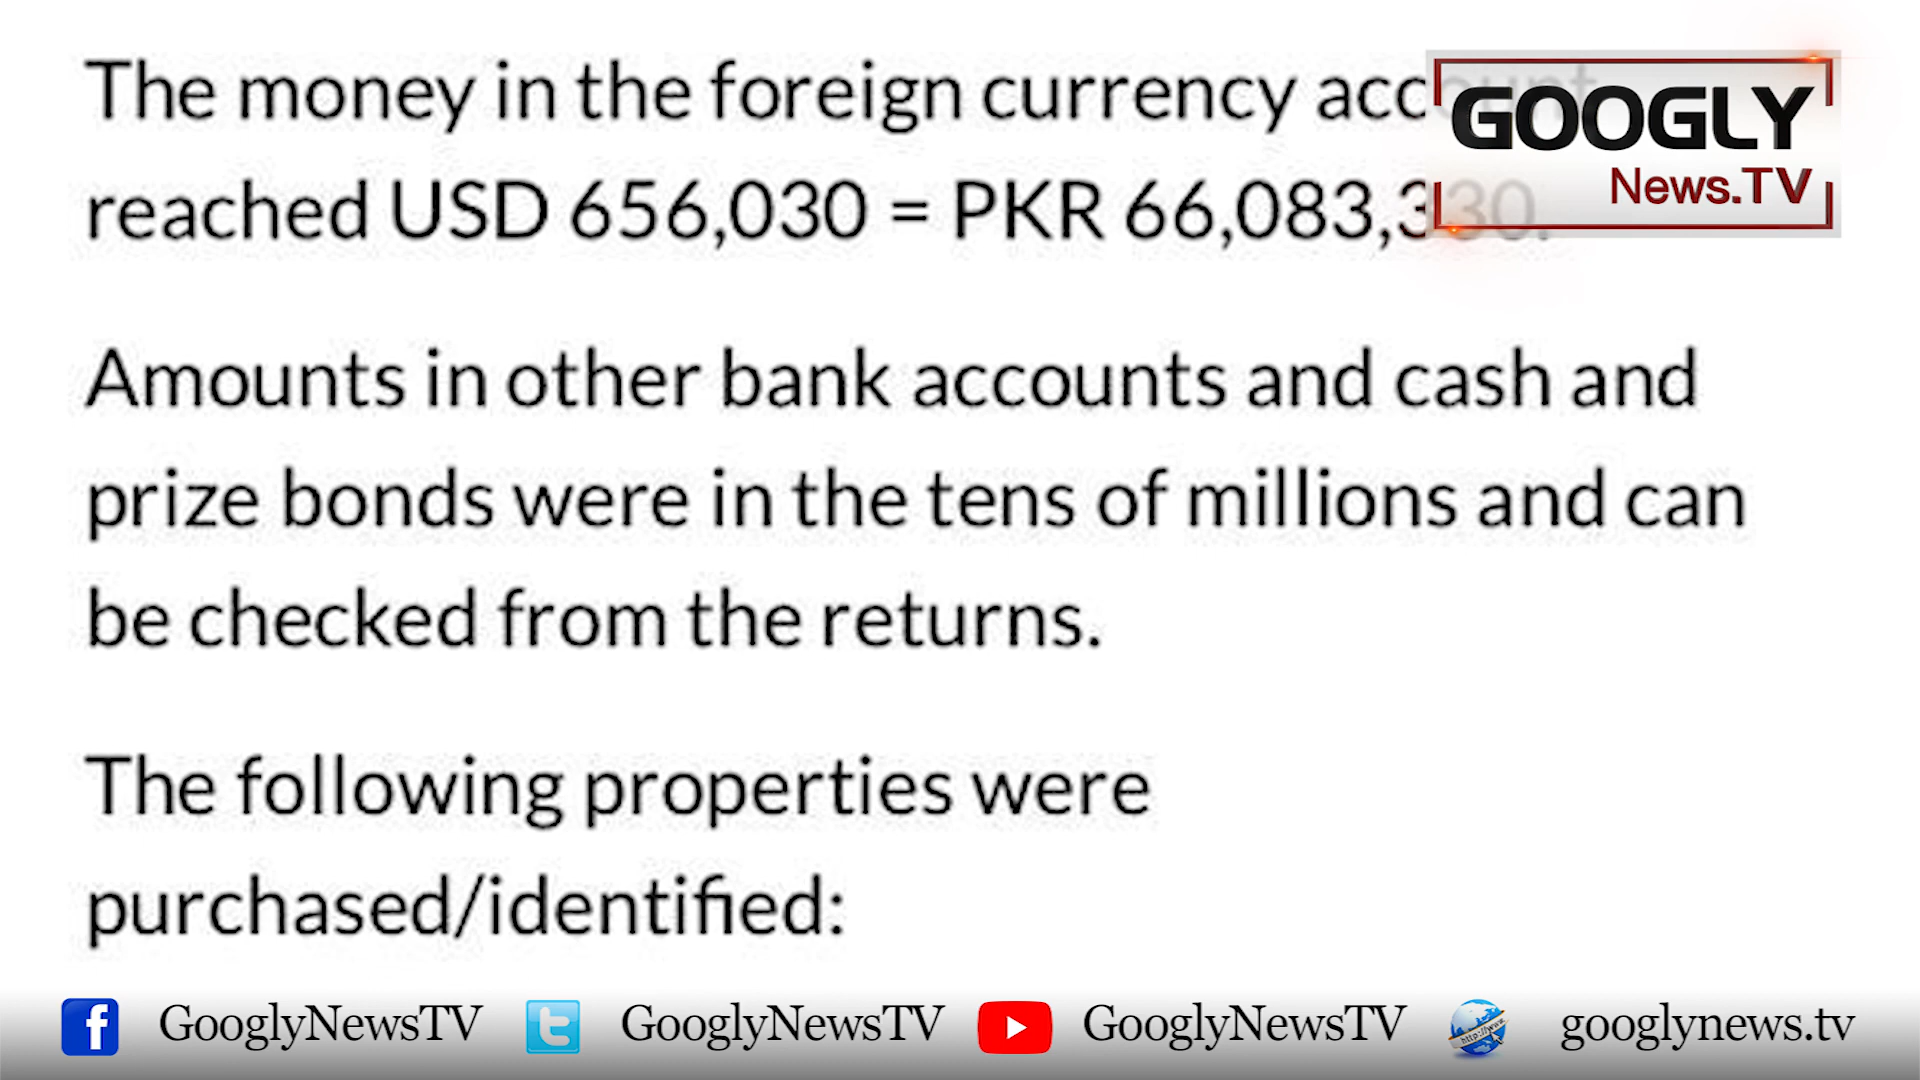 The money in the foreign currency account
reached USD 656,030 = PKR 66,083,330.
Amounts in other bank accounts and cash and
prize bonds were in the tens of millions and can
be checked from the returns.
The following properties were
purchased/identified:
GOOGLY
News.TV
GooglyNewsTV GooglyNewsTV GooglyNewsTV googlynews.tv